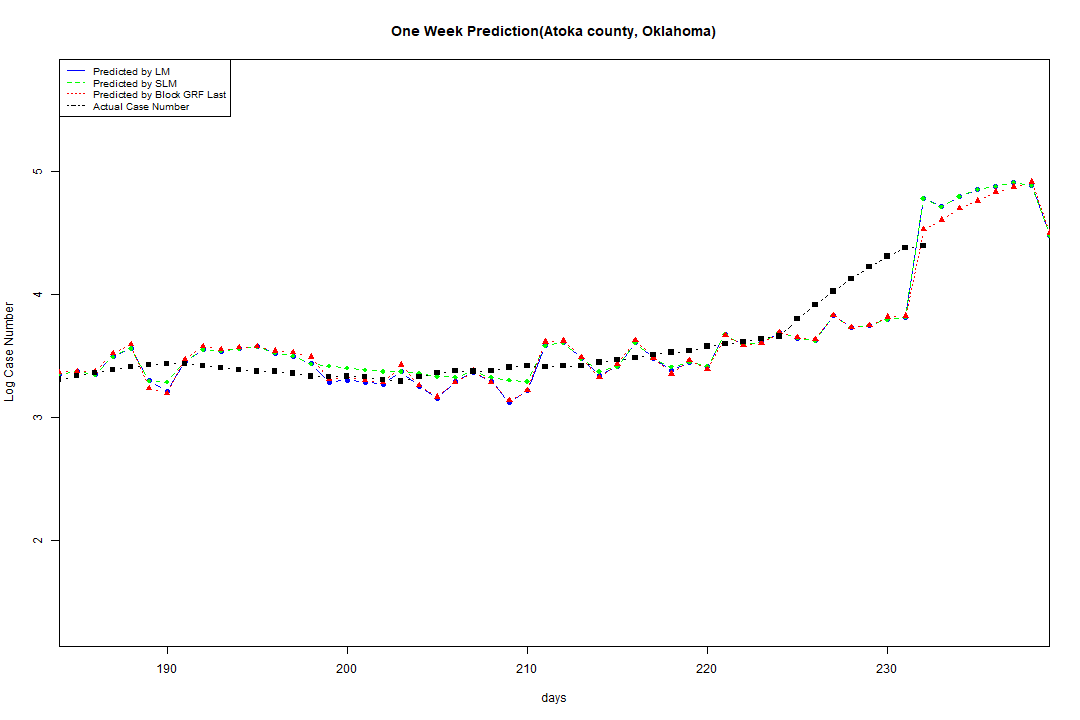 One Week Prediction(Atoka county, Oklahoma)
Predicted by LM
Predicted by SLM
Predicted by Block GRF Last
Actual Case Number
5
4
3
2
Log Case Number
190 200 210 220 230
days